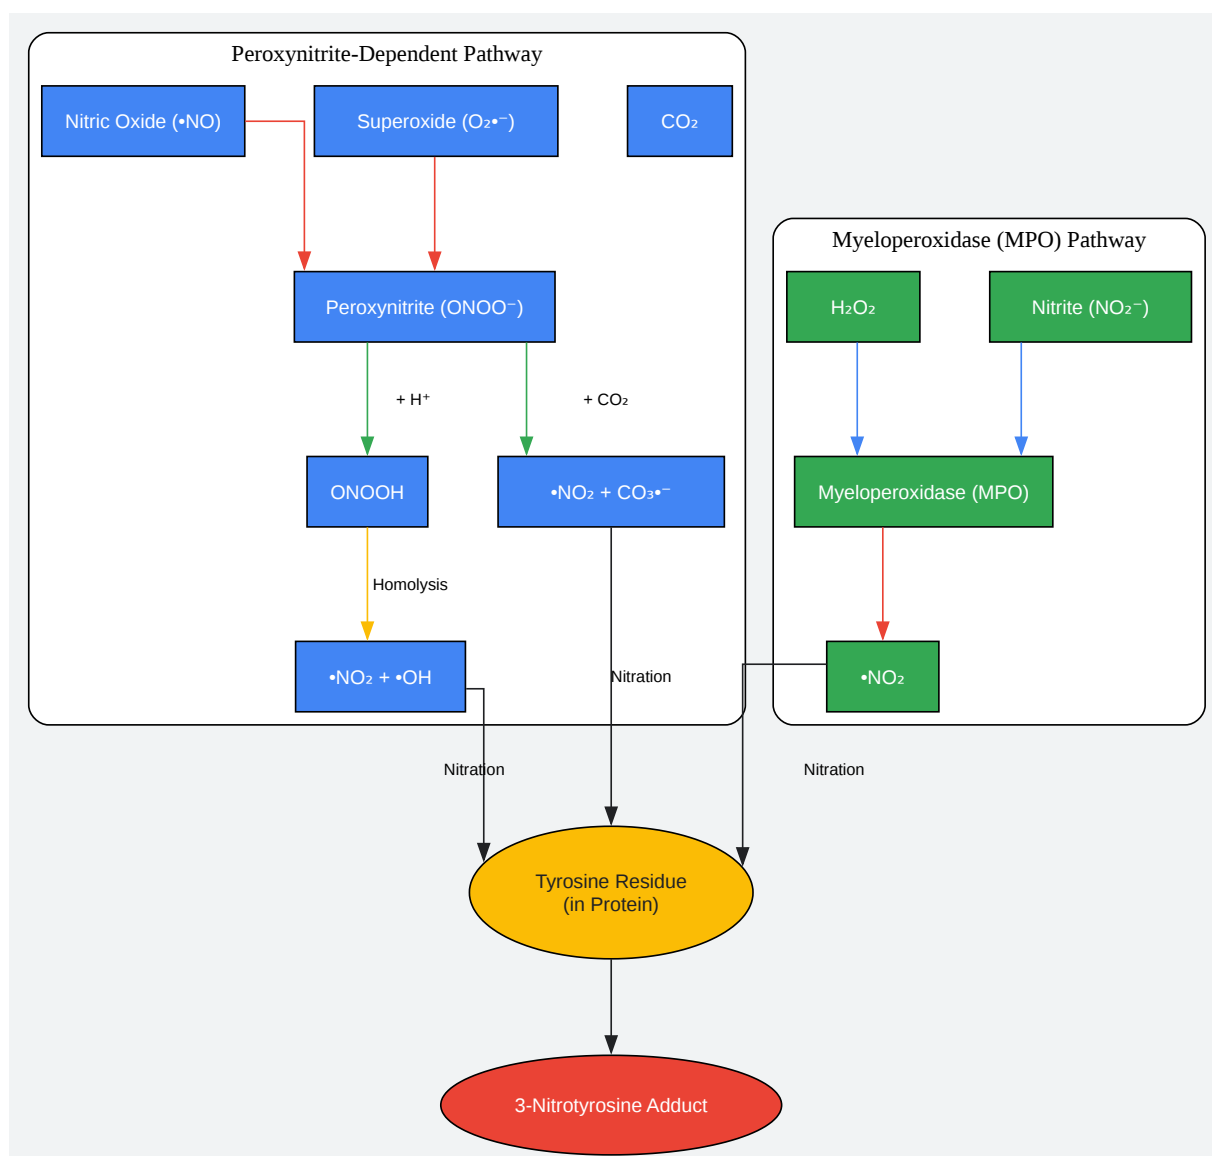 Peroxynitrite-Dependent Pathway
Nitric Oxide (•NO)
Superoxide (O₂•⁻)
CO₂
Myeloperoxidase (MPO) Pathway
Peroxynitrite (ONOO⁻)
H₂O₂
Nitrite (NO₂⁻)
+ H⁺
+ CO₂
ONOOH
•NO₂ + CO₃•⁻
Myeloperoxidase (MPO)
Homolysis
•NO₂ + •OH
Nitration
•NO₂
Nitration
Nitration
Tyrosine Residue
(in Protein)
3-Nitrotyrosine Adduct